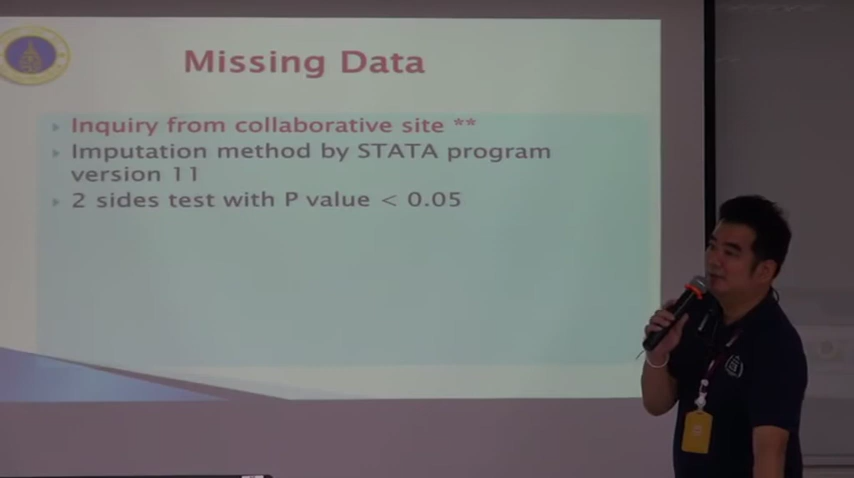 Missing Data
Inquiry from collaborative site **
Imputation method by STATA program
version 11
2 sides test with P value < 0.05